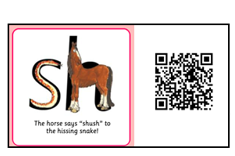 sh
The horse says "shush" to
the hissing snake!